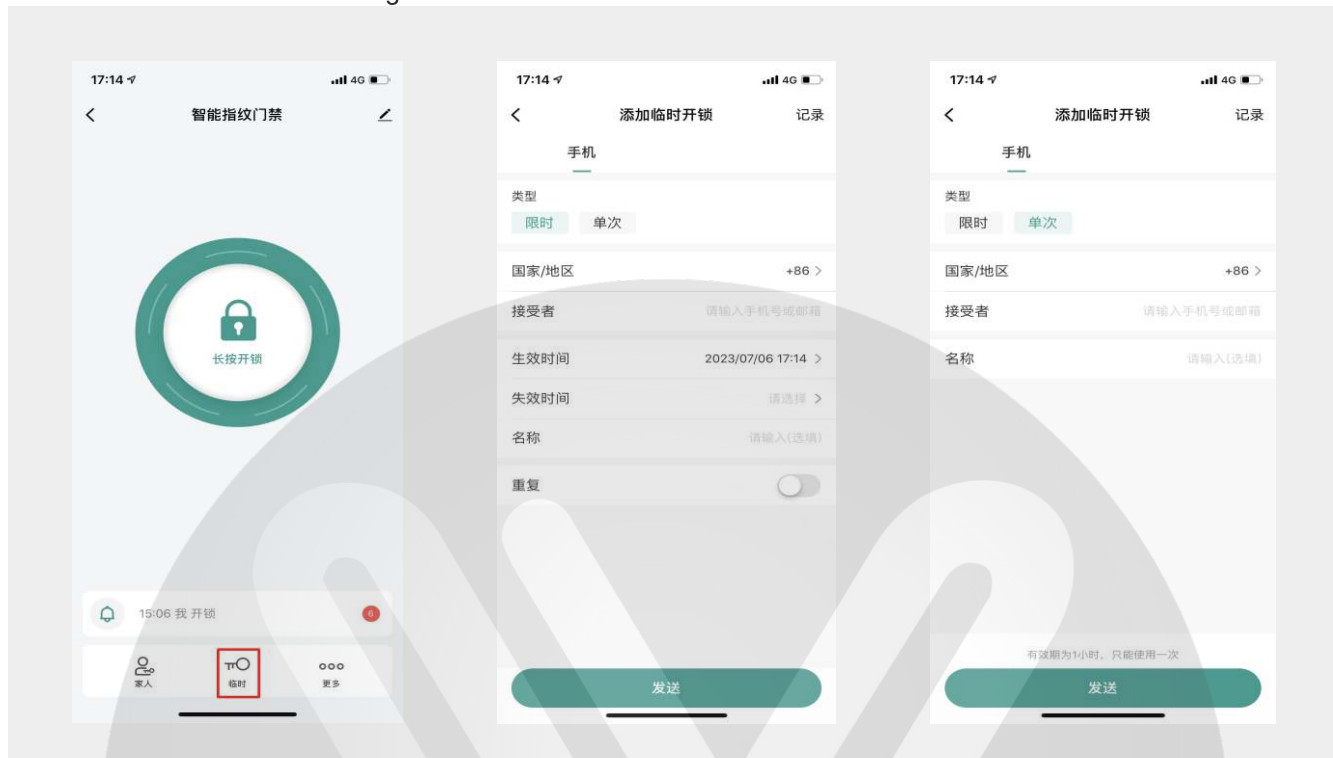 g
17:14
4G
智能指纹门禁
长按开锁
15:06 我 开锁
6
家人
临时
更多
17:14
4G
添加临时开锁
记录
手机
类型
限时 单次
国家/地区 +86 >
接受者 请输入手机号或邮箱
生效时间 2023/07/06 17:14 >
失效时间 请选择 >
名称 请输入(选填)
重复
发送
17:14
4G
添加临时开锁
记录
手机
类型
限时 单次
国家/地区 +86 >
接受者 请输入手机号或邮箱
名称 请输入(选填)
有效期为1小时，只能使用一次
发送